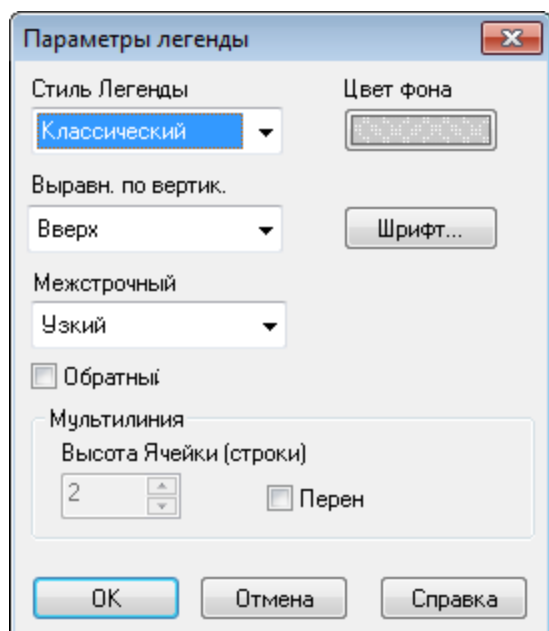 Параметры легенды
Стиль Легенды
Цвет фона
Классический
Выравн. по вертик.
Вверх
Шрифт...
Межстрочный
Узкий
Обратный
Мультилиния
Высота Ячейки (строки)
2
Перен
OK
Отмена
Справка